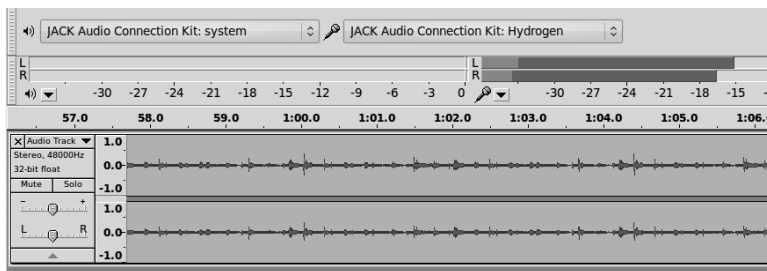 JACK Audio Connection Kit: system JACK Audio Connection Kit: Hydrogen
L L
R R
-30 -27 -24 -21 -18 -15 -12 -9 -6 -3 0 -30 -27 -24 -21 -18 -15
57.0 58.0 59.0 1:00.0 1:01.0 1:02.0 1:03.0 1:04.0 1:05.0 1:06.
X Audio Track 1.0
Stereo, 48000Hz
32-bit float 0.0
Mute Solo -1.0
- + 1.0
L R 0.0
-1.0